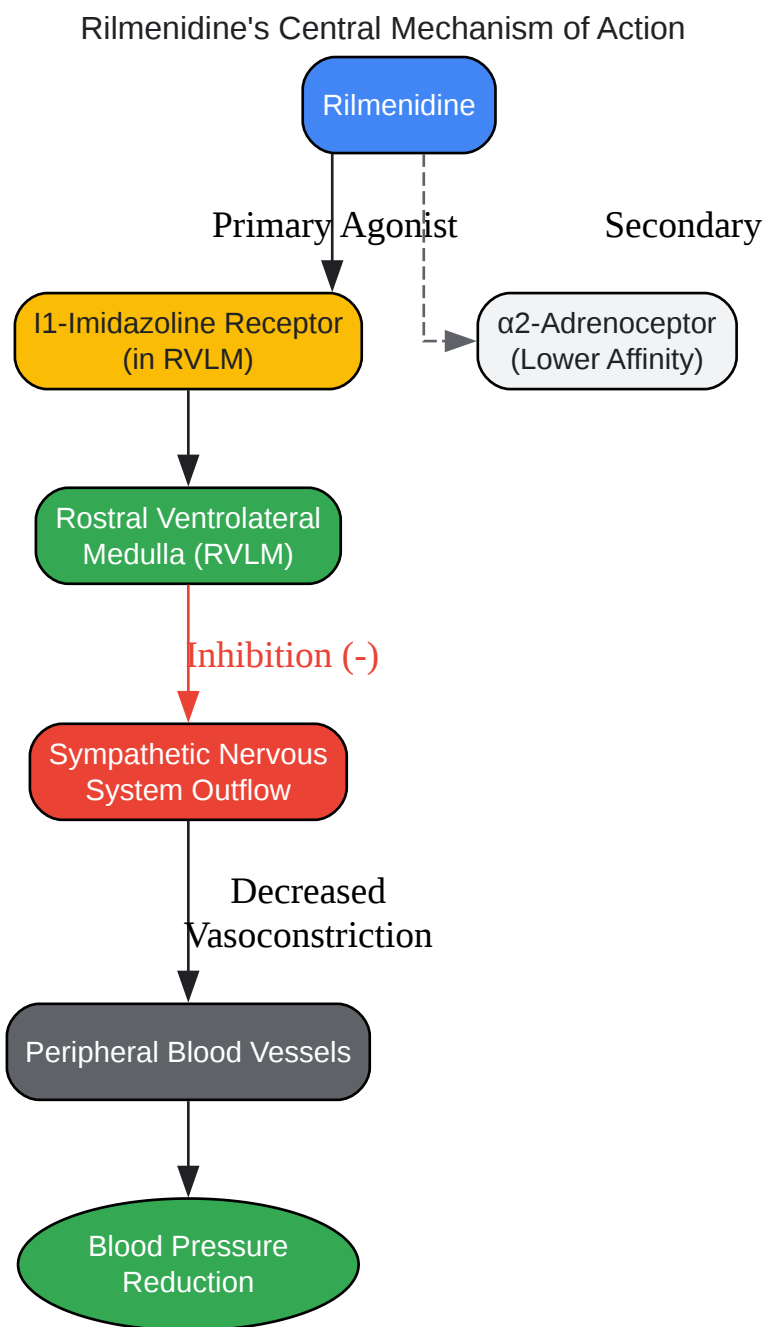 Rilmenidine's Central Mechanism of Action
Rilmenidine
Primary Agonist
Secondary
I1-Imidazoline Receptor
(in RVLM)
α2-Adrenoceptor
(Lower Affinity)
Rostral Ventrolateral
Medulla (RVLM)
Inhibition (-)
Sympathetic Nervous
System Outflow
Decreased
Vasoconstriction
Peripheral Blood Vessels
Blood Pressure
Reduction